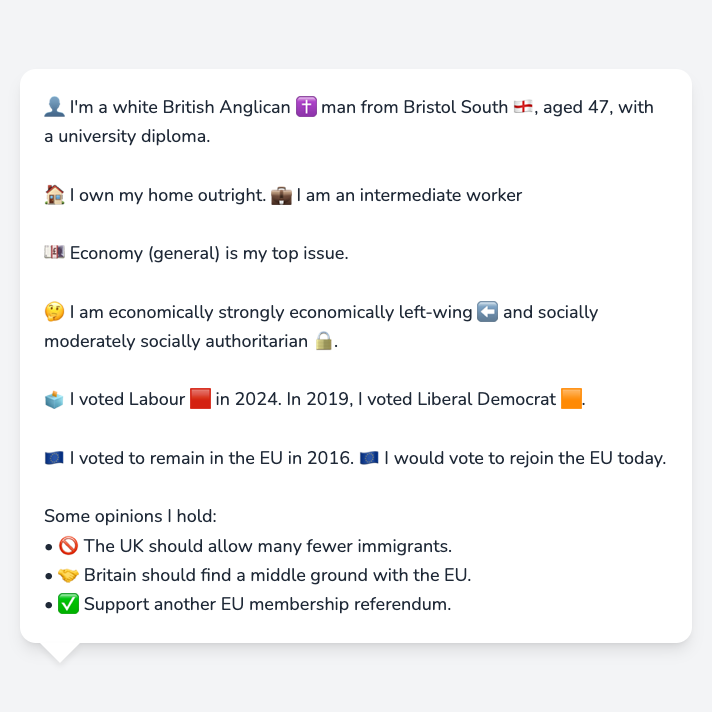 👤 I'm a white British Anglican ✝️ man from Bristol South 🏴󠁧󠁢󠁥󠁮󠁧󠁿, aged 47, with
a university diploma.
🏠 I own my home outright. 💼 I am an intermediate worker
💷 Economy (general) is my top issue.
🤔 I am economically strongly economically left-wing ⬅️ and socially
moderately socially authoritarian 🔒.
🗳️ I voted Labour 🟥 in 2024. In 2019, I voted Liberal Democrat 🟧.
🇪🇺 I voted to remain in the EU in 2016. 🇪🇺 I would vote to rejoin the EU today.
Some opinions I hold:
• 🚫 The UK should allow many fewer immigrants.
• 🤝 Britain should find a middle ground with the EU.
• ✅ Support another EU membership referendum.